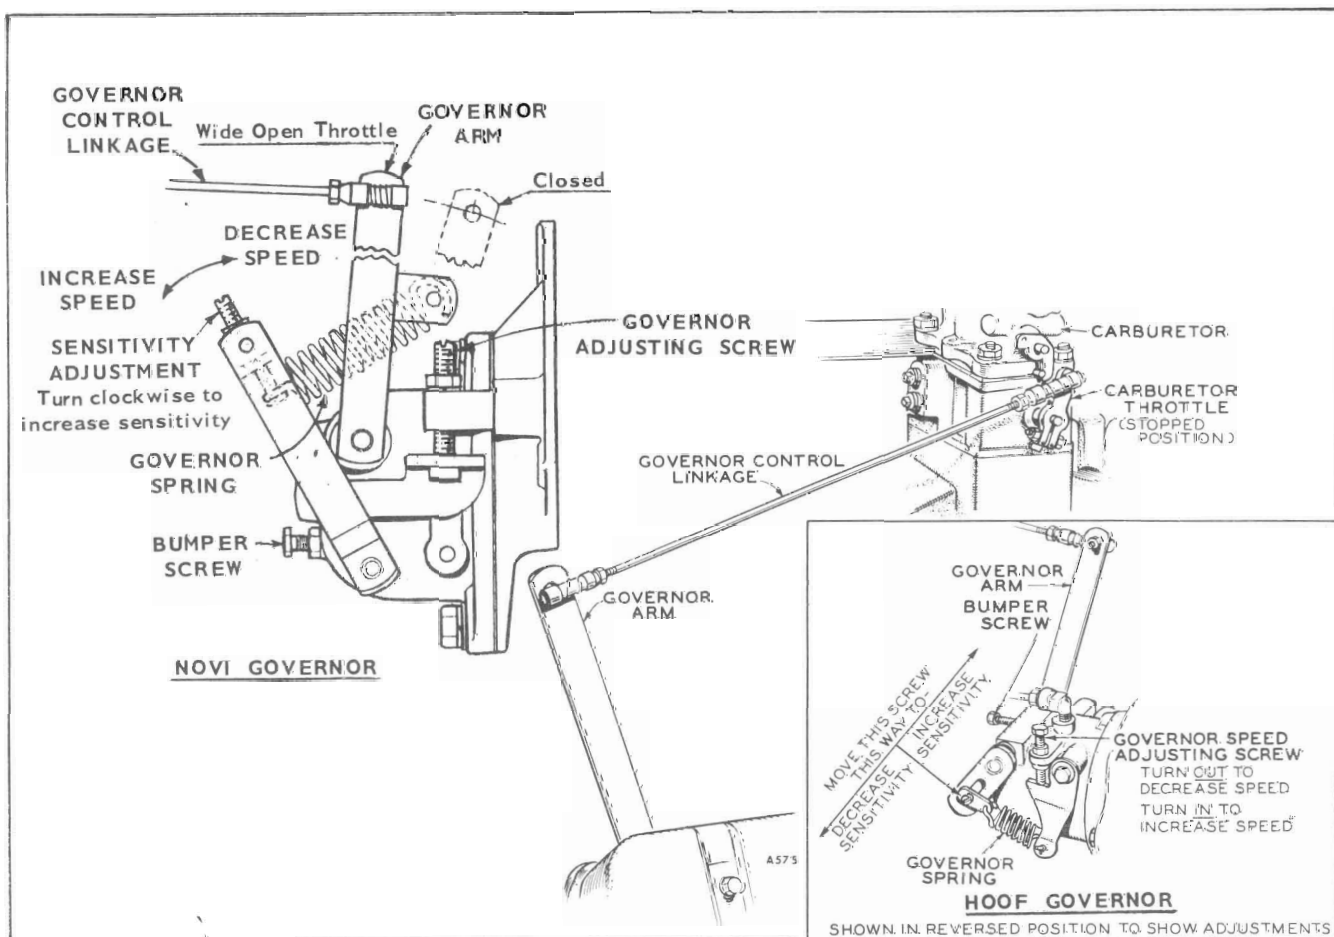 GOVERNOR
CONTROL
LINKAGE
Wide Open Throttle
GOVERNOR
ARM
Closed
DECREASE
SPEED
INCREASE
SPEED
SENSITIVITY
ADJUSTMENT
Turn clockwise to
increase sensitivity
GOVERNOR
ADJUSTING SCREW
GOVERNOR
SPRING
BUMPER
SCREW
NOVI GOVERNOR
CARBURETOR
CARBURETOR
THROTTLE
(STOPPED
POSITION)
GOVERNOR CONTROL
LINKAGE
GOVERNOR
ARM
A575
GOVERNOR
ARM
BUMPER
SCREW
MOVE THIS SCREW
THIS WAY TO-
INCREASE
SENSITIVITY
DECREASE
SENSITIVITY
GOVERNOR SPEED
ADJUSTING SCREW
TURN OUT TO
DECREASE SPEED
TURN IN TO
INCREASE SPEED
GOVERNOR
SPRING
HOOF GOVERNOR
SHOWN IN REVERSED POSITION TO SHOW ADJUSTMENTS